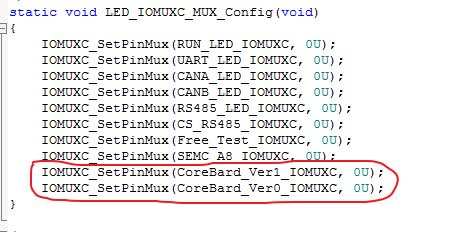 static void LED_IOMUXC_MUX_Config(void)
{
IOMUXC_SetPinMux(RUN_LED_IOMUXC, 0U);
IOMUXC_SetPinMux(UART_LED_IOMUXC, 0U);
IOMUXC_SetPinMux(CANA_LED_IOMUXC, 0U);
IOMUXC_SetPinMux(CANB_LED_IOMUXC, 0U);
IOMUXC_SetPinMux(RS485_LED_IOMUXC, 0U);
IOMUXC_SetPinMux(CS_RS485_IOMUXC, 0U);
IOMUXC_SetPinMux(Free_Test_IOMUXC, 0U);
IOMUXC_SetPinMux(SEMC_A8_IOMUXC, 0U);
IOMUXC_SetPinMux(CoreBard_Ver1_IOMUXC, 0U);
IOMUXC_SetPinMux(CoreBard_Ver0_IOMUXC, 0U);
}